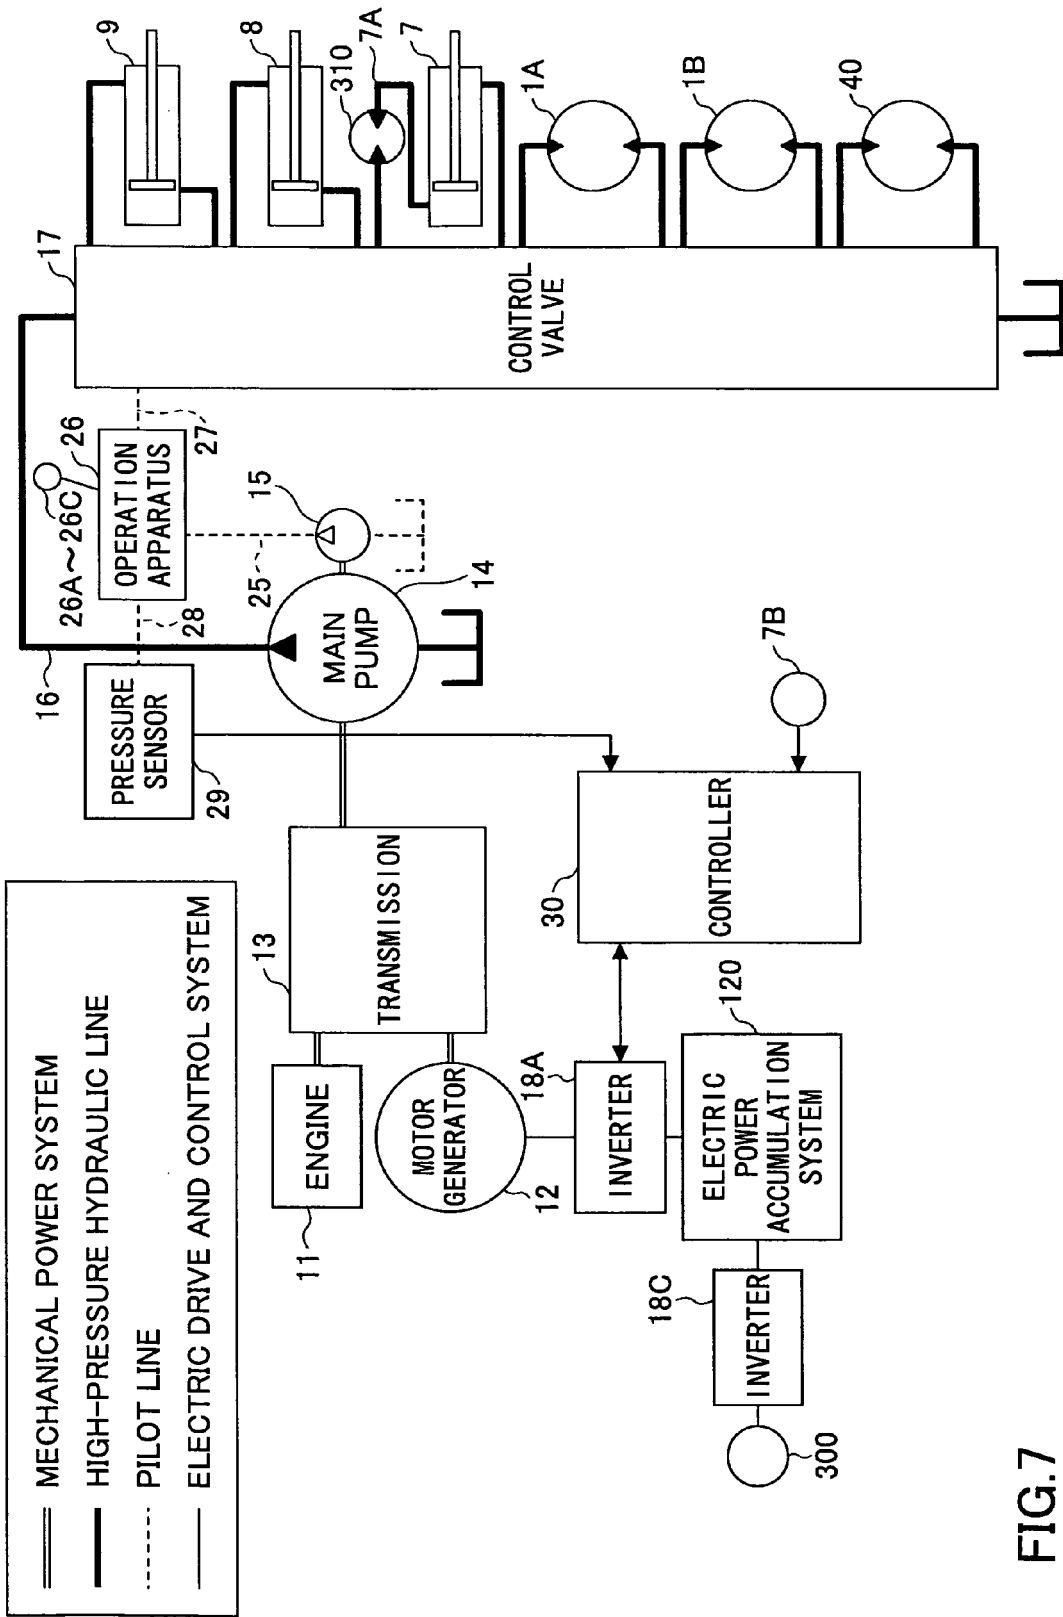 MECHANICAL POWER SYSTEM
HIGH-PRESSURE HYDRAULIC LINE
PILOT LINE
ELECTRIC DRIVE AND CONTROL SYSTEM
11
ENGINE
13
TRANSMISSION
MOTOR
GENERATOR
12
18A
INVERTER
120
ELECTRIC
POWER
ACCUMULATION
SYSTEM
18C
INVERTER
300
30
CONTROLLER
7B
16
PRESSURE
SENSOR
29
28
26A～26C
26
OPERATION
APPARATUS
27
25
15
MAIN
PUMP
14
17
CONTROL
VALVE
9
8
310
7A
7
1A
1B
40
FIG.7